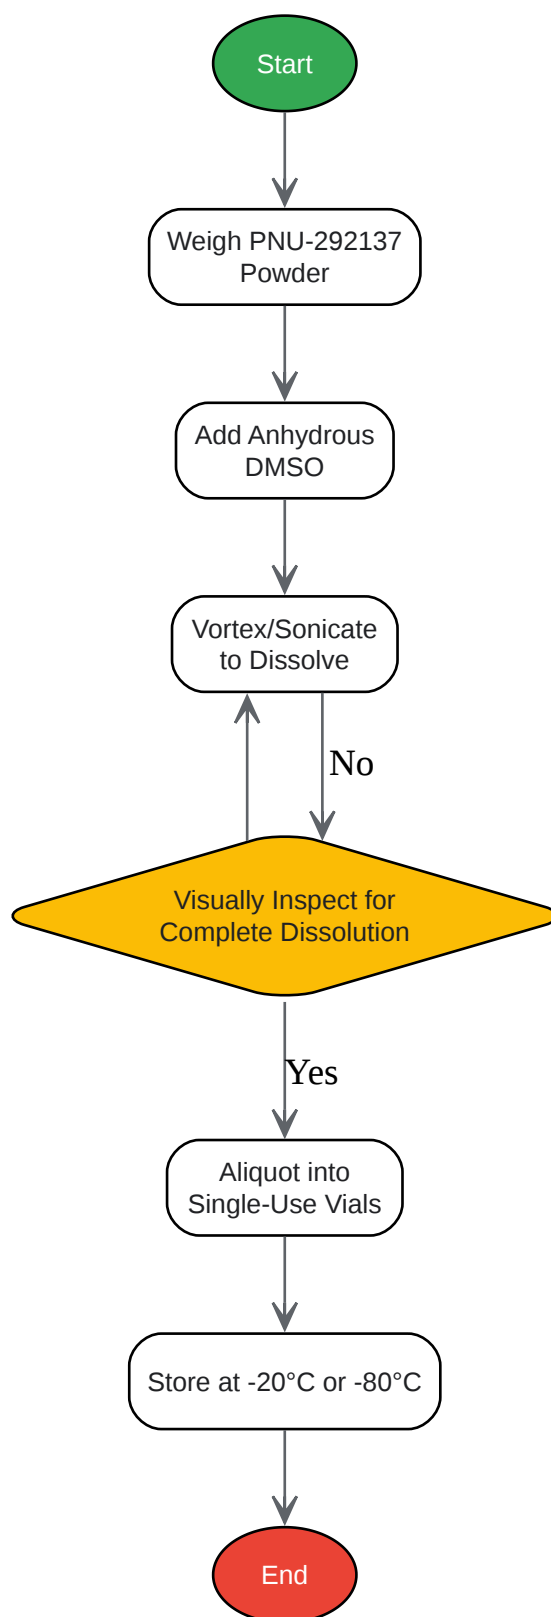 Start
Weigh PNU-292137
Powder
Add Anhydrous
DMSO
Vortex/Sonicate
to Dissolve
No
Visually Inspect for
Complete Dissolution
Yes
Aliquot into
Single-Use Vials
Store at -20°C or -80°C
End